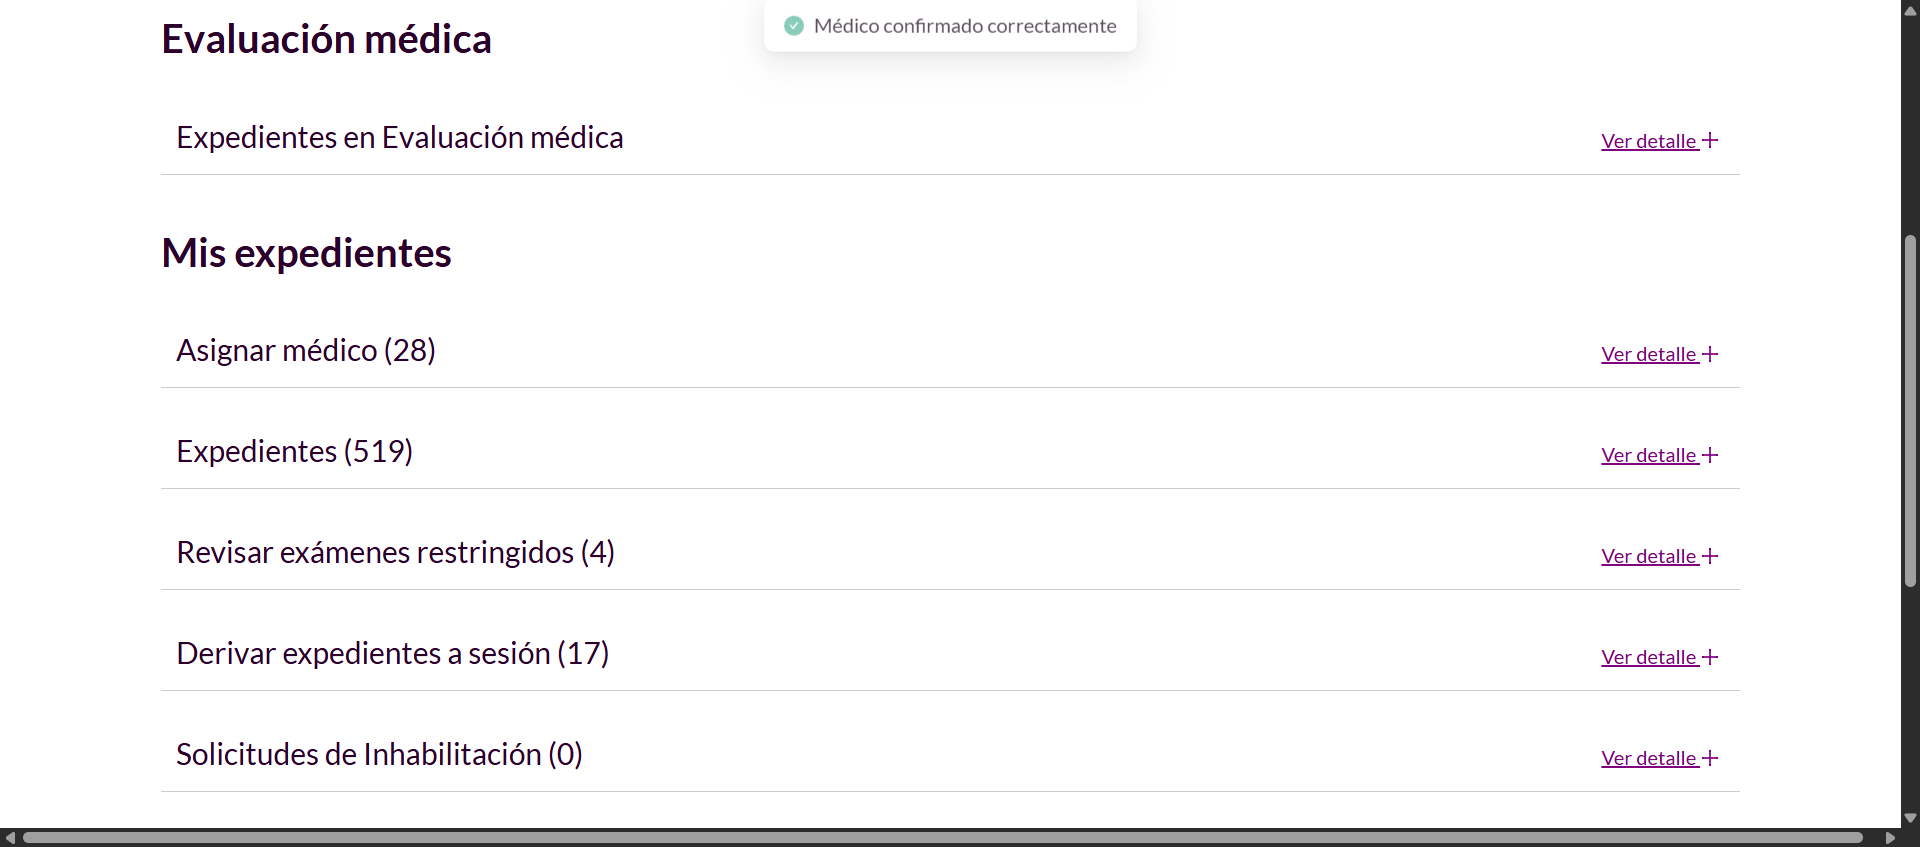 Médico confirmado correctamente
Evaluación médica
Expedientes en Evaluación médica
Ver detalle
Mis expedientes
Asignar médico (28)
Ver detalle
Expedientes (519)
Ver detalle
Revisar exámenes restringidos (4)
Ver detalle
Derivar expedientes a sesión (17)
Ver detalle
Solicitudes de Inhabilitación (0)
Ver detalle